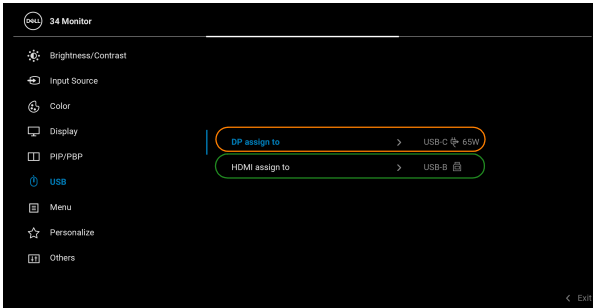 DELL 34 Monitor
Brightness/Contrast
Input Source
Color
Display
PIP/PBP
USB
Menu
Personalize
Others
DP assign to > USB-C 65W
HDMI assign to > USB-B
< Exit